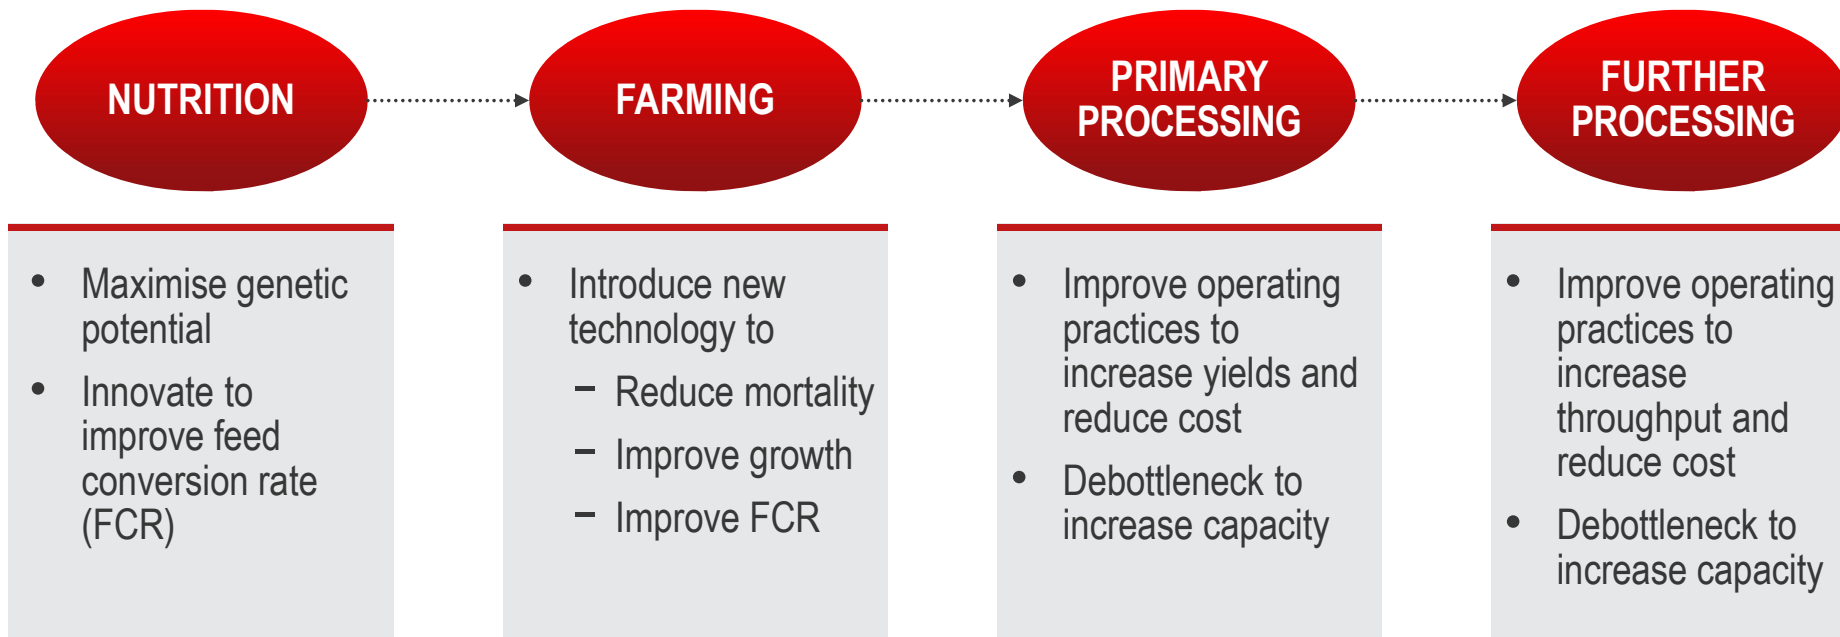 NUTRITION
FARMING
PRIMARY
PROCESSING
FURTHER
PROCESSING
• Maximise genetic
potential
• Innovate to
improve feed
conversion rate
(FCR)
• Introduce new
technology to
– Reduce mortality
– Improve growth
– Improve FCR
• Improve operating
practices to
increase yields and
reduce cost
• Debottleneck to
increase capacity
• Improve operating
practices to
increase
throughput and
reduce cost
• Debottleneck to
increase capacity